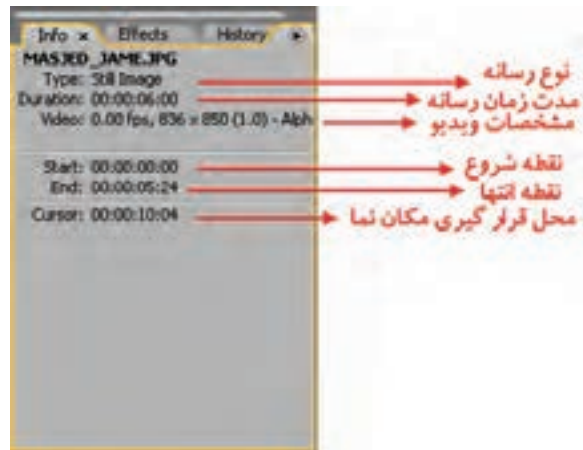 Info x Effects History
MASJED_JAME.JPG
Type: Still Image نوع رسانه
Duration: 00:00:06:00 مدت زمان رسانه
Video: 0.00 fps, 836 x 850 (1.0) - Alph مشخصات ویدیو
Start: 00:00:00:00 نقطه شروع
End: 00:00:05:24 نقطه انتها
Cursor: 00:00:10:04 محل قرار گیری مکان نما